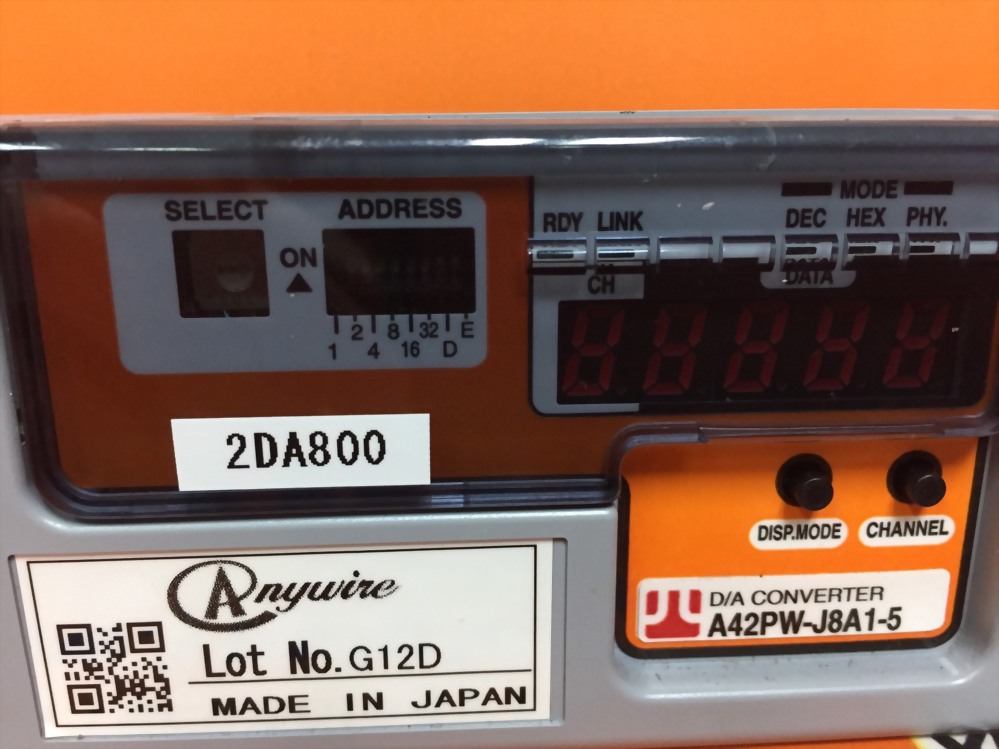 SELECT
ADDRESS
ON
1 2 4 8 16 32 D E
MODE
RDY LINK DEC HEX PHY.
CH
DATA
2DA800
DISP.MODE
CHANNEL
D/A CONVERTER
A42PW-J8A1-5
Anywire
Lot No. G12D
MADE IN JAPAN